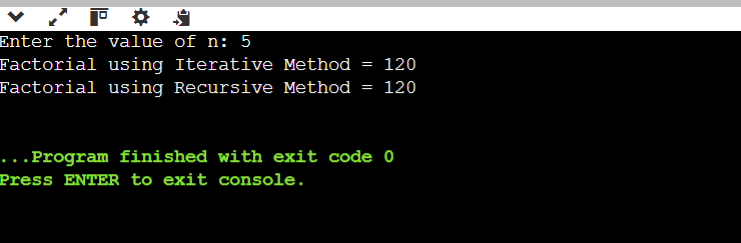 Enter the value of n: 5
Factorial using Iterative Method = 120
Factorial using Recursive Method = 120
...Program finished with exit code 0
Press ENTER to exit console.